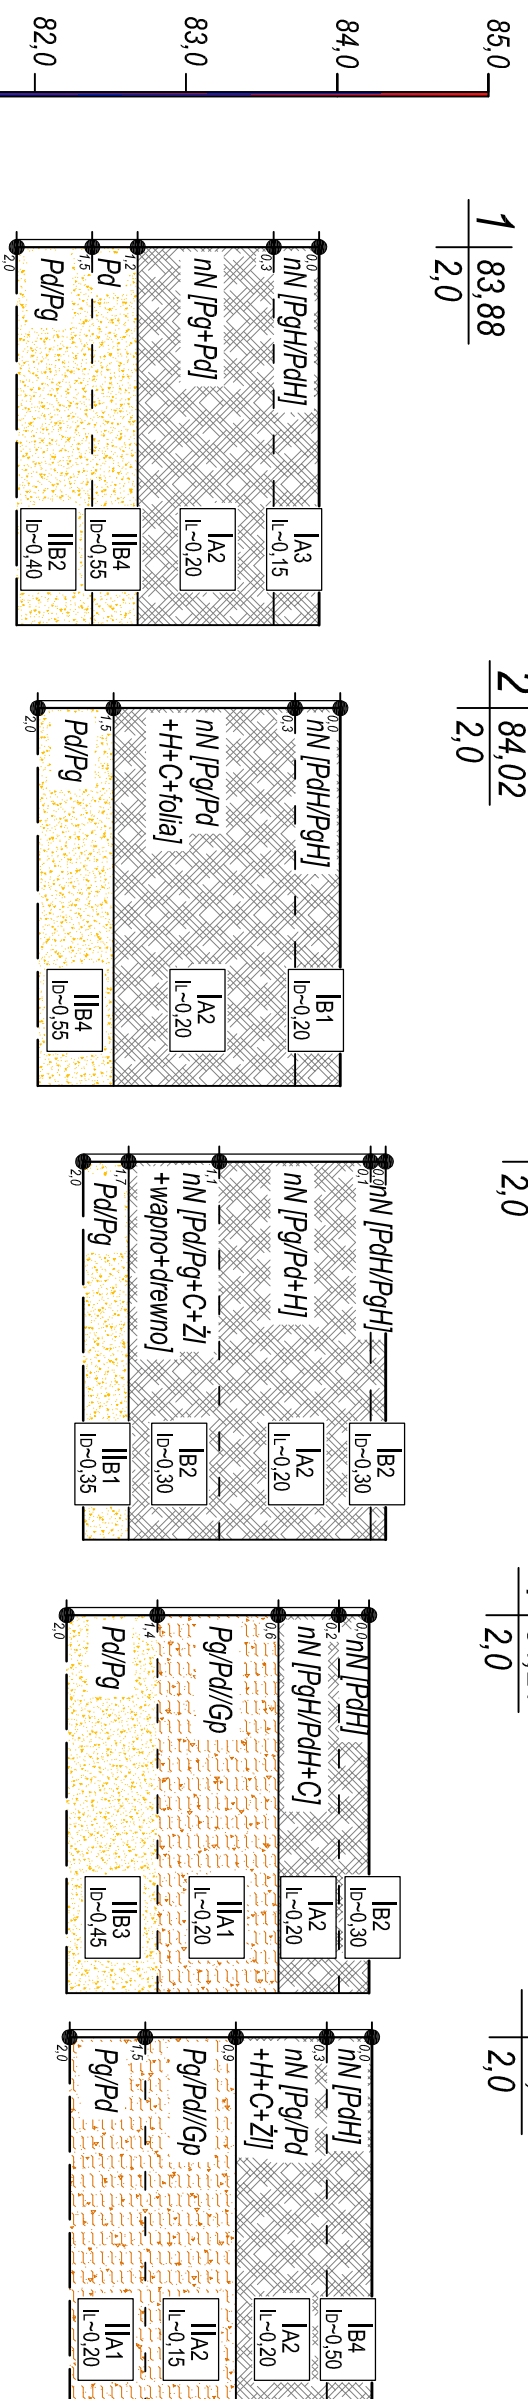 85,0
84,0
83,0
82,0
1
83,88
2,0
0,0
nN [PgH/PdH]
0,3
nN [Pg+Pd]
1,2
Pd
1,5
Pd/Pg
2,0
IA3
IL~0,15
IA2
IL~0,20
IIB4
ID~0,55
IIB2
ID~0,40
2
84,02
2,0
0,0
nN [PdH/PgH]
0,3
nN [Pg/Pd
+H+C+folia]
1,5
Pd/Pg
2,0
IB1
ID~0,20
IA2
IL~0,20
IIB4
ID~0,55
2,0
0,0
nN [PdH/PgH]
0,1
nN [Pg/Pd+H]
1,1
nN [Pd/Pg+C+Żl
+wapno+drewno]
1,7
Pd/Pg
2,0
IB2
ID~0,30
IA2
IL~0,20
IB2
ID~0,30
IIB1
ID~0,35
2,0
0,0
nN [PdH]
0,2
nN [PgH/PdH+C]
0,6
Pg/Pd//Gp
1,4
Pd/Pg
2,0
IB2
ID~0,30
IA2
IL~0,20
IIA1
IL~0,20
IIB3
ID~0,45
2,0
0,0
nN [PdH]
0,3
nN [Pg/Pd
+H+C+Żl]
0,9
Pg/Pd//Gp
1,5
Pg/Pd
2,0
IB4
ID~0,50
IA2
IL~0,20
IIA2
IL~0,15
IIA1
IL~0,20